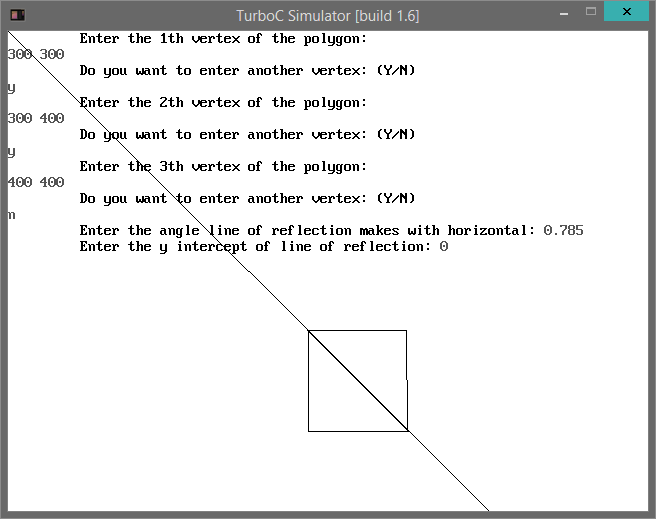 TurboC Simulator [build 1.6]
Enter the 1th vertex of the polygon:
300 300
Do you want to enter another vertex: (Y/N)
y
Enter the 2th vertex of the polygon:
300 400
Do you want to enter another vertex: (Y/N)
y
Enter the 3th vertex of the polygon:
400 400
Do you want to enter another vertex: (Y/N)
n
Enter the angle line of reflection makes with horizontal: 0.785
Enter the y intercept of line of reflection: 0